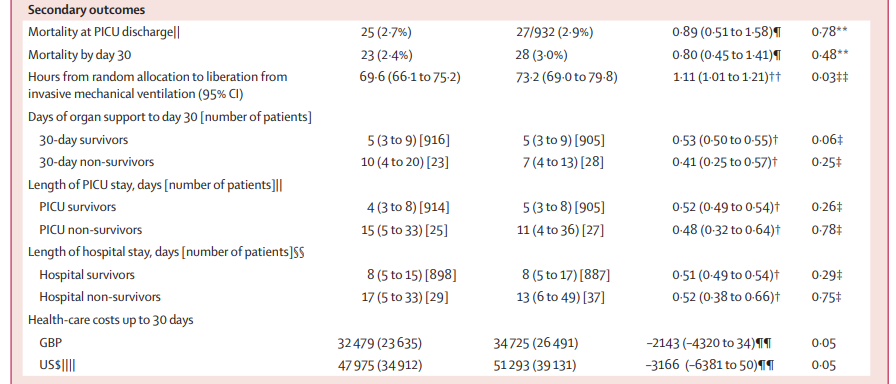 Secondary outcomes
Mortality at PICU discharge|| 25 (2·7%) 27/932 (2·9%) 0·89 (0·51 to 1·58)¶ 0·78**
Mortality by day 30 23 (2·4%) 28 (3·0%) 0·80 (0·45 to 1·41)¶ 0·48**
Hours from random allocation to liberation from 69·6 (66·1 to 75·2) 73·2 (69·0 to 79·8) 1·11 (1·01 to 1·21)†† 0·03‡‡
invasive mechanical ventilation (95% CI)
Days of organ support to day 30 [number of patients]
30-day survivors 5 (3 to 9) [916] 5 (3 to 9) [905] 0·53 (0·50 to 0·55)† 0·06‡
30-day non-survivors 10 (4 to 20) [23] 7 (4 to 13) [28] 0·41 (0·25 to 0·57)† 0·25‡
Length of PICU stay, days [number of patients]||
PICU survivors 4 (3 to 8) [914] 5 (3 to 8) [905] 0·52 (0·49 to 0·54)† 0·26‡
PICU non-survivors 15 (5 to 33) [25] 11 (4 to 36) [27] 0·48 (0·32 to 0·64)† 0·78‡
Length of hospital stay, days [number of patients]§§
Hospital survivors 8 (5 to 15) [898] 8 (5 to 17) [887] 0·51 (0·49 to 0·54)† 0·29‡
Hospital non-survivors 17 (5 to 33) [29] 13 (6 to 49) [37] 0·52 (0·38 to 0·66)† 0·75‡
Health-care costs up to 30 days
GBP 32 479 (23 635) 34 725 (26 491) –2143 (–4320 to 34)¶¶ 0·05
US$|||| 47 975 (34 912) 51 293 (39 131) –3166 (–6381 to 50)¶¶ 0·05